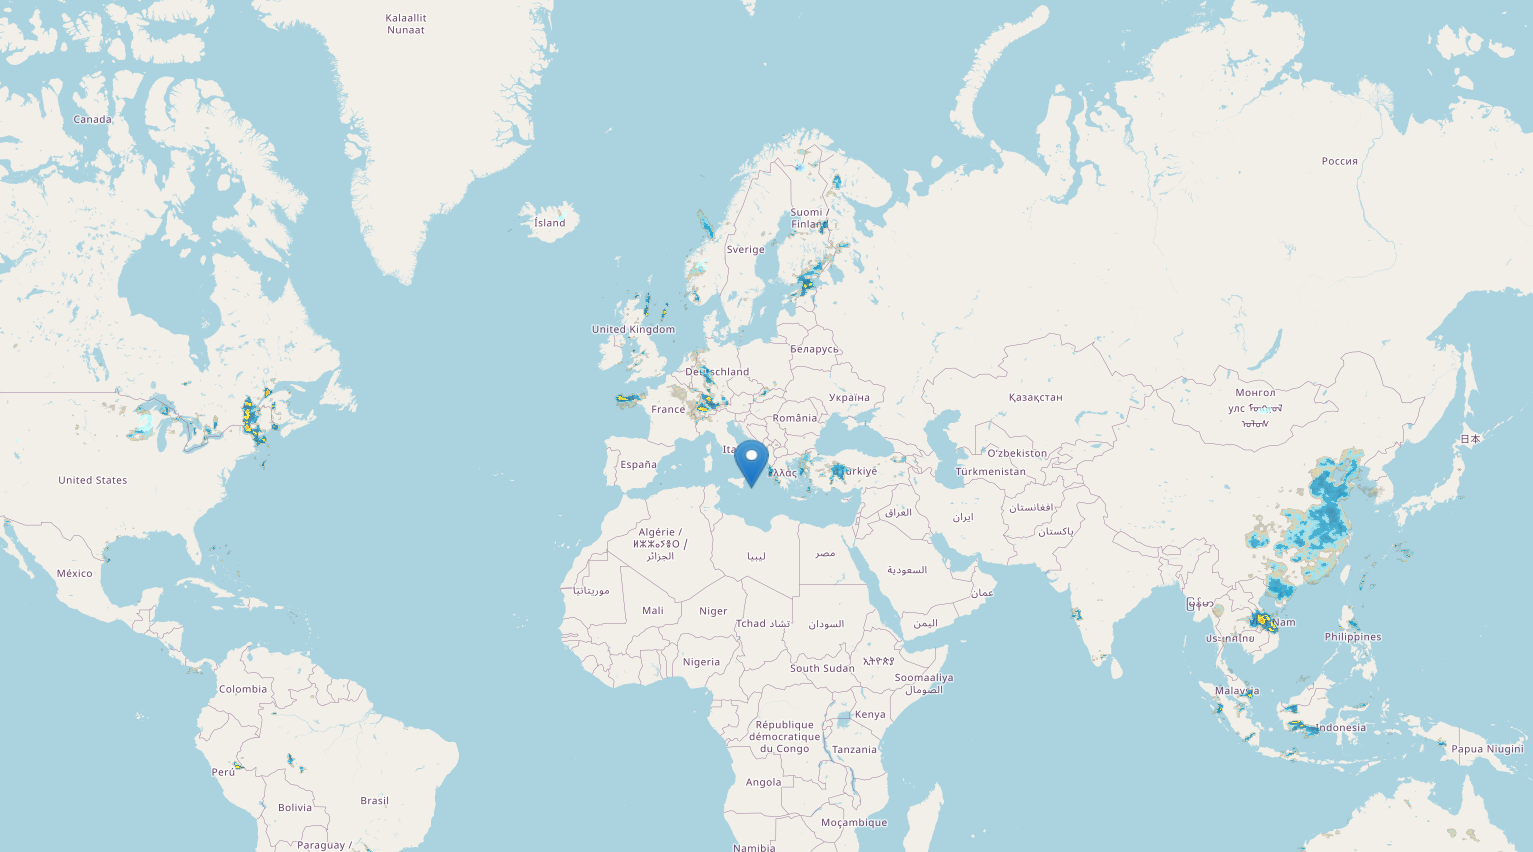 Kalaallit
Nunaat
Canada
Россия
Ísland
Suomi /
Finland
Sverige
United Kingdom
Беларусь
Deutschland
Україна
France
România
Қазақстан
Монгол
улс
日本
España
Ita
Ελλάς
Türkiye
Oʻzbekiston
Türkmenistan
United States
افغانستان
پاکستان
ایران
العراق
Algérie /
ⵍⵣⵣⴰⵢⴻⵔ /
الجزائر
ليبيا
مصر
السعودية
México
موريتانيا
Mali
Niger
Tchad تشاد
السودان
اليمن
عمان
မြန်မာ
Nam
ประเทศไทย
Philippines
Nigeria
South Sudan
ኢትዮጵያ
Soomaaliya
الصومال
Colombia
Malaysia
Kenya
République
démocratique
du Congo
Tanzania
Indonesia
Papua Niugini
Perú
Brasil
Bolivia
Angola
Moçambique
Paraguay /
Namibia